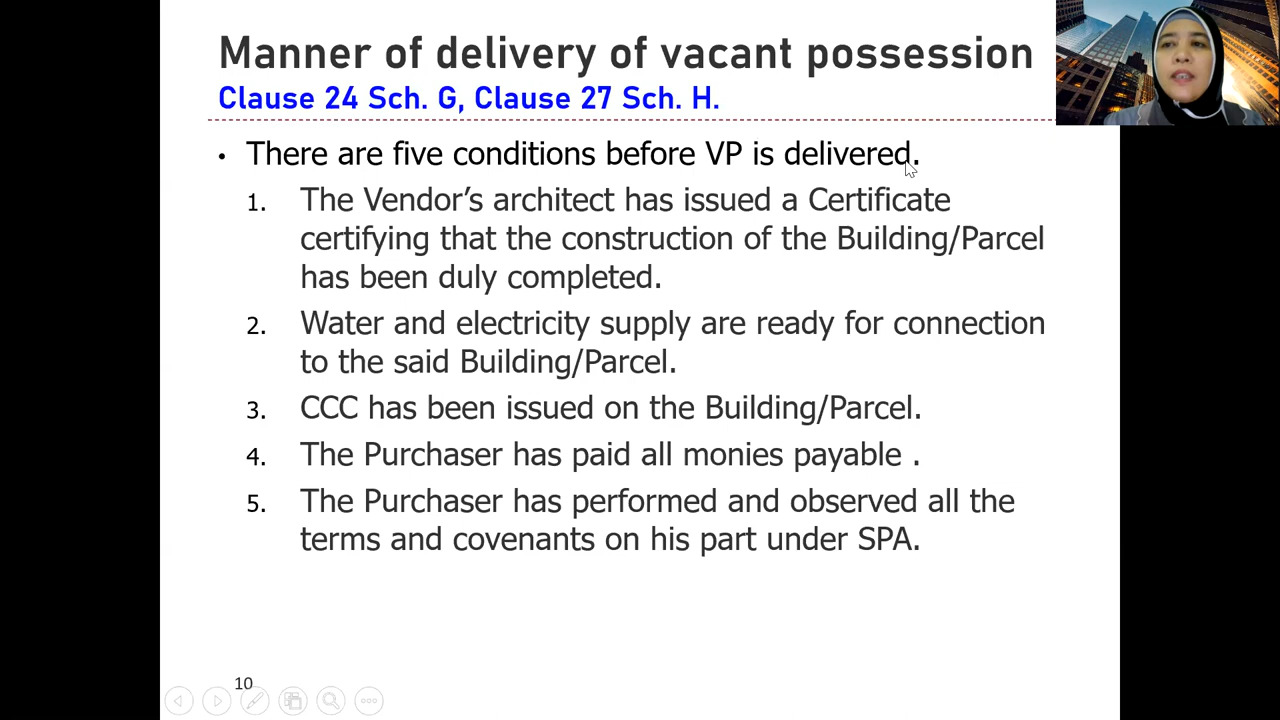 Manner of delivery of vacant possession
Clause 24 Sch. G, Clause 27 Sch. H.
• There are five conditions before VP is delivered.
1. The Vendor’s architect has issued a Certificate
certifying that the construction of the Building/Parcel
has been duly completed.
2. Water and electricity supply are ready for connection
to the said Building/Parcel.
3. CCC has been issued on the Building/Parcel.
4. The Purchaser has paid all monies payable .
5. The Purchaser has performed and observed all the
terms and covenants on his part under SPA.
10